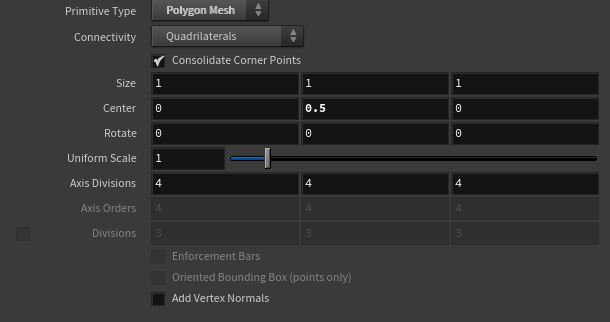 Primitive Type Polygon Mesh
Connectivity Quadrilaterals
Consolidate Corner Points
Size 1 1 1
Center 0 0.5 0
Rotate 0 0 0
Uniform Scale 1
Axis Divisions 4 4 4
Axis Orders 4 4 4
Divisions 3 3 3
Enforcement Bars
Oriented Bounding Box (points only)
Add Vertex Normals